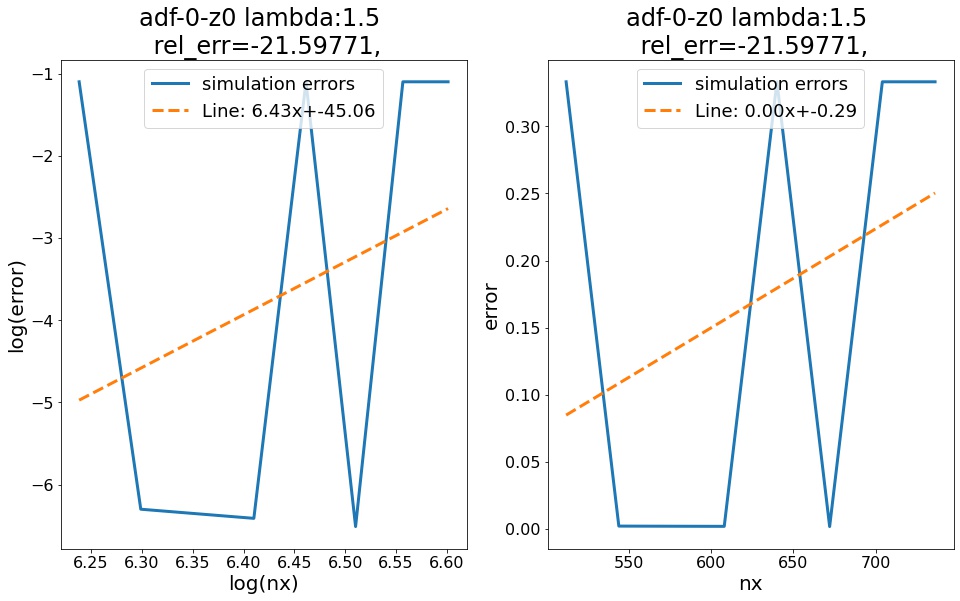 adf-0-z0 lambda:1.5
rel_err=-21.59771,
simulation errors
Line: 6.43x+-45.06
−1
−2
−3
−4
−5
−6
log(error)
6.25
6.30
6.35
6.40
6.45
6.50
6.55
6.60
log(nx)
adf-0-z0 lambda:1.5
rel_err=-21.59771,
simulation errors
Line: 0.00x+-0.29
0.30
0.25
0.20
0.15
0.10
0.05
0.00
error
550
600
650
700
nx